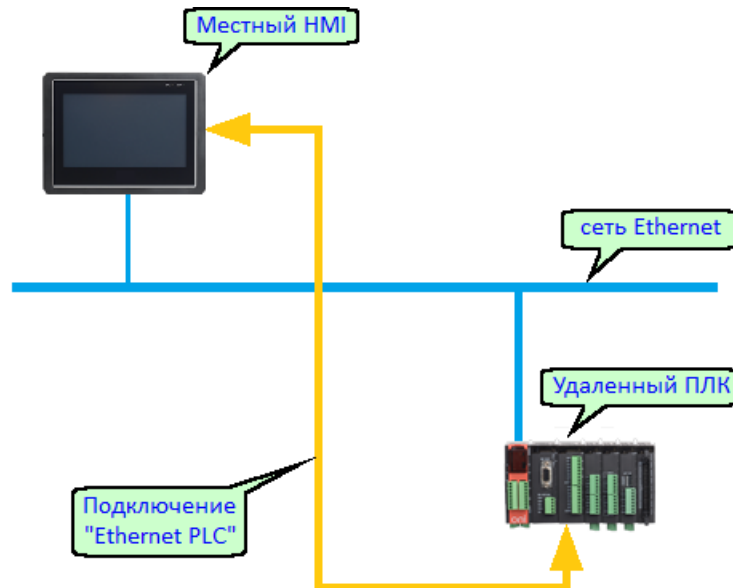 Местный HMI
сеть Ethernet
Удаленный ПЛК
Подключение
"Ethernet PLC"